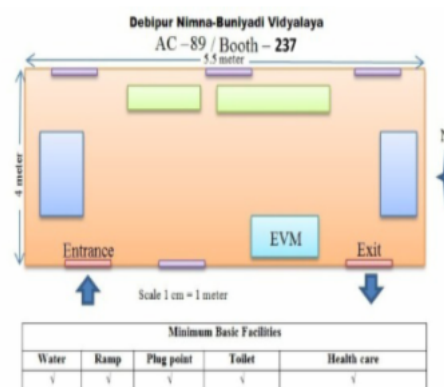 Debipur Nimna-Buniyadi Vidyalaya
AC -89 / Booth - 237
5.5 meter
4 meter
N
EVM
Entrance
Exit
Scale 1 cm = 1 meter
Minimum Basic Facilities
Water Ramp Plug point Toilet Health care
√ √ √ √ √